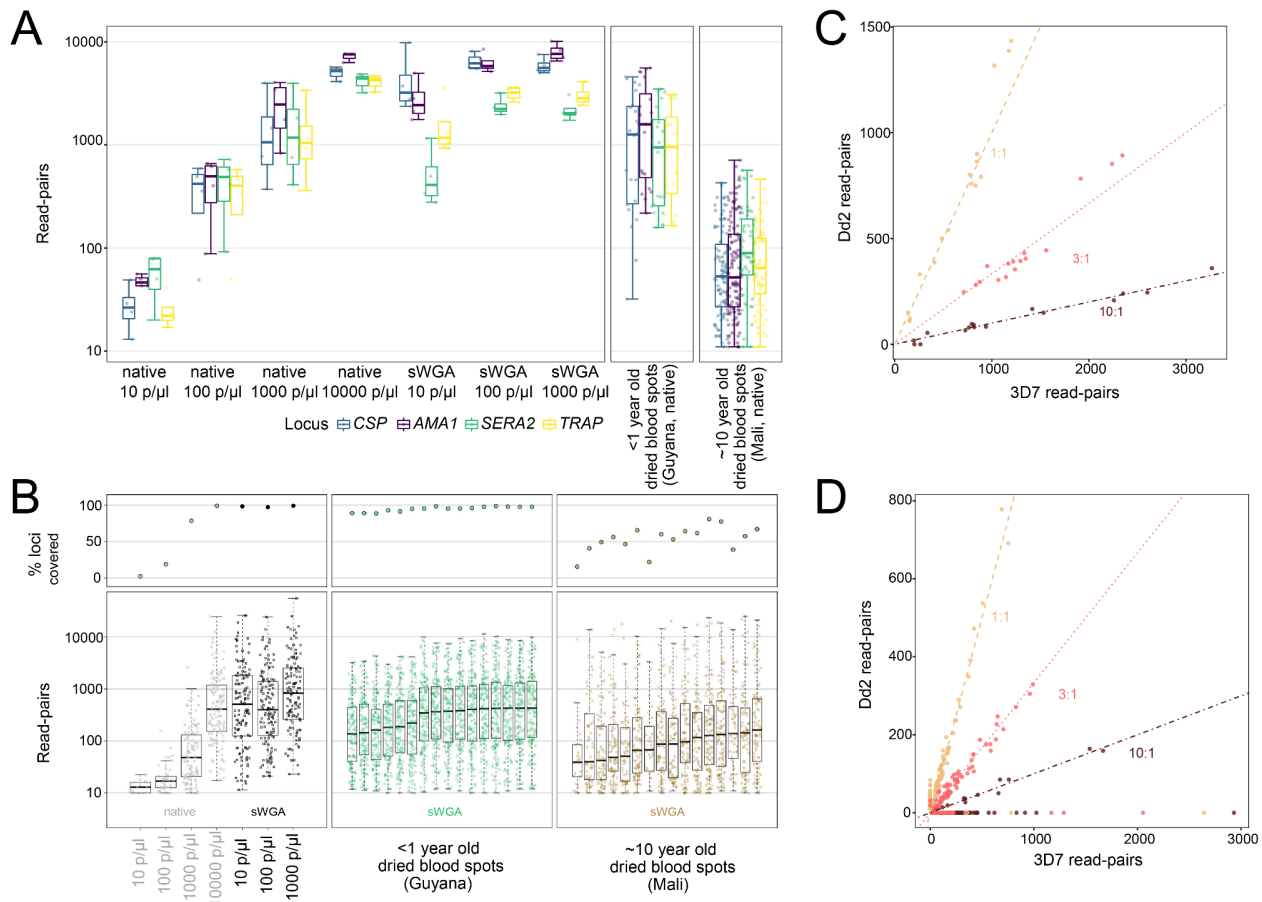 A
10000
1000
100
10
Read-pairs
native
10 p/µl
native
100 p/µl
native
1000 p/µl
native
10000 p/µl
sWGA
10 p/µl
sWGA
100 p/µl
sWGA
1000 p/µl
<1 year old
dried blood spots
(Guyana, native)
~10 year old
dried blood spots
(Mali, native)
Locus CSP AMA1 SERA2 TRAP
C
1500
1000
500
0
Dd2 read-pairs
1:1
3:1
10:1
0 1000 2000 3000
3D7 read-pairs
B
100
50
0
% loci
covered
10000
1000
100
10
Read-pairs
native
sWGA
sWGA
sWGA
10 p/µl
100 p/µl
1000 p/µl
0000 p/µl
10 p/µl
100 p/µl
1000 p/µl
<1 year old
dried blood spots
(Guyana)
~10 year old
dried blood spots
(Mali)
D
800
600
400
200
0
Dd2 read-pairs
1:1
3:1
10:1
0 1000 2000 3000
3D7 read-pairs